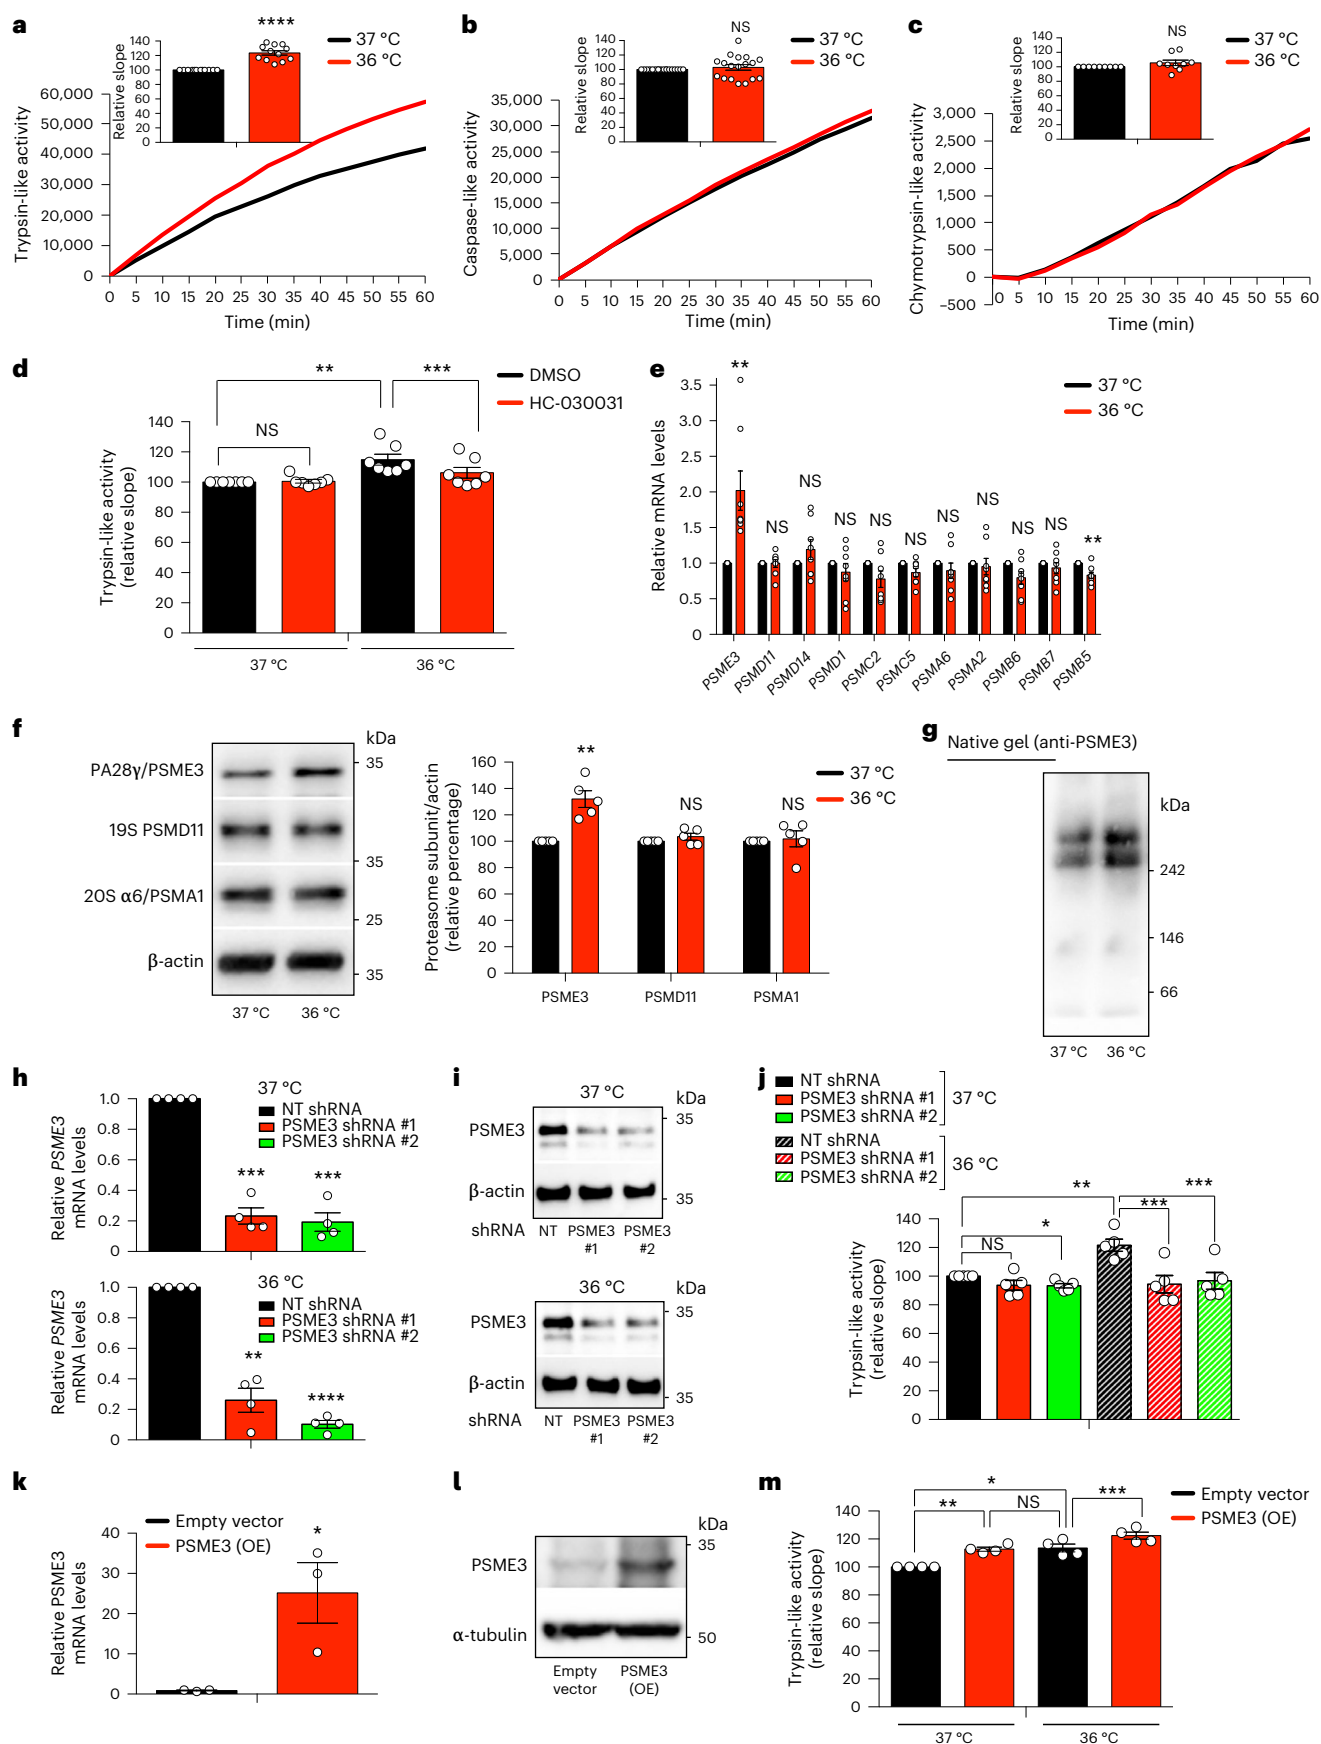 a
Trypsin-like activity
60,000
50,000
40,000
30,000
20,000
10,000
0
0 5 10 15 20 25 30 35 40 45 50 55 60
Time (min)
Relative slope
140
120
100
80
60
40
20
0
****
37 °C
36 °C
b
Caspase-like activity
35,000
30,000
25,000
20,000
15,000
10,000
5,000
0
0 5 10 15 20 25 30 35 40 45 50 55 60
Time (min)
Relative slope
140
120
100
80
60
40
20
0
NS
37 °C
36 °C
c
Chymotrypsin-like activity
3,000
2,500
2,000
1,500
1,000
500
0
–500
0 5 10 15 20 25 30 35 40 45 50 55 60
Time (min)
Relative slope
140
120
100
80
60
40
20
0
NS
37 °C
36 °C
d
Trypsin-like activity
(relative slope)
140
120
100
80
60
40
20
0
NS
**
***
DMSO
HC-030031
37 °C
36 °C
e
Relative mRNA levels
3.5
3.0
2.5
2.0
1.5
1.0
0.5
0
** NS NS NS NS NS NS NS NS NS **
37 °C
36 °C
PSME3 PSMD11 PSMD14 PSMD1 PSMC2 PSMC5 PSMA6 PSMA2 PSMB6 PSMB7 PSMB5
f
kDa
PA28γ/PSME3
35
19S PSMD11
35
20S α6/PSMA1
25
β-actin
35
37 °C 36 °C
Proteasome subunit/actin
(relative percentage)
160
140
120
100
80
60
40
20
0
** NS NS
37 °C
36 °C
PSME3 PSMD11 PSMA1
g
Native gel (anti-PSME3)
kDa
242
146
66
37 °C 36 °C
h
37 °C
NT shRNA
PSME3 shRNA #1
PSME3 shRNA #2
Relative PSME3
mRNA levels
1.0
0.8
0.6
0.4
0.2
0
*** ***
36 °C
NT shRNA
PSME3 shRNA #1
PSME3 shRNA #2
Relative PSME3
mRNA levels
1.0
0.8
0.6
0.4
0.2
0
** ****
i
37 °C
kDa
PSME3
35
β-actin
35
shRNA NT PSME3 PSME3
#1 #2
36 °C
kDa
PSME3
35
β-actin
35
shRNA NT PSME3 PSME3
#1 #2
j
NT shRNA
PSME3 shRNA #1
PSME3 shRNA #2
37 °C
NT shRNA
PSME3 shRNA #1
PSME3 shRNA #2
36 °C
Trypsin-like activity
(relative slope)
140
120
100
80
60
40
20
0
NS
*
**
***
***
k
Empty vector
PSME3 (OE)
Relative PSME3
mRNA levels
40
30
20
10
0
*
l
kDa
PSME3
35
α-tubulin
50
Empty PSME3
vector (OE)
m
Trypsin-like activity
(relative slope)
140
120
100
80
60
40
20
0
**
*
NS
***
Empty vector
PSME3 (OE)
37 °C
36 °C